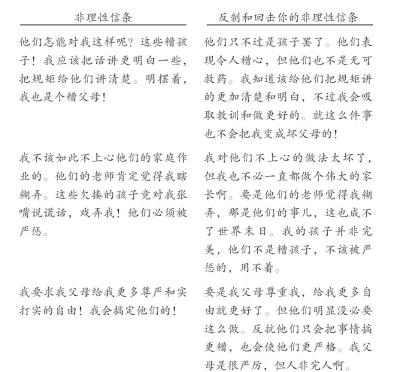 非理性信条
反制和回击你的非理性信条
他们怎能对我这样呢？这些糟孩
子！我应该把话讲更明白一些，
把规矩给他们讲清楚。明摆着，
我也是个糟父母！
他们只不过是孩子罢了。他们表
现令人糟心，但他们也不是无可
救药。我知道该给他们把规矩讲
的更加清楚和明白，不过我会吸
取教训和做更好的。就这么件事
也不会把我变成坏父母的！
我不该如此不上心他们的家庭作
业的。他们的老师肯定觉得我瞎
糊弄。这些欠揍的孩子竟对我张
嘴说谎话，戏弄我！他们必须被
严惩。
我对他们不上心的做法太坏了，
但我也不必一直都做个伟大的家
长啊。要是他们的老师觉得我糊
弄，那是他们的事儿，这也成不
了世界末日。我的孩子并非完
美，他们不是糟孩子，不该被严
惩的，用不着。
我要求我父母给我更多尊严和实
打实的自由！我会搞定他们的！
要是我父母尊重我，给我更多自
由就更好了。但他们明显没必要
这么做。反抗他们只会把事情搞
更糟，也会使他们更严格。我父
母是很严厉，但人非完人啊。